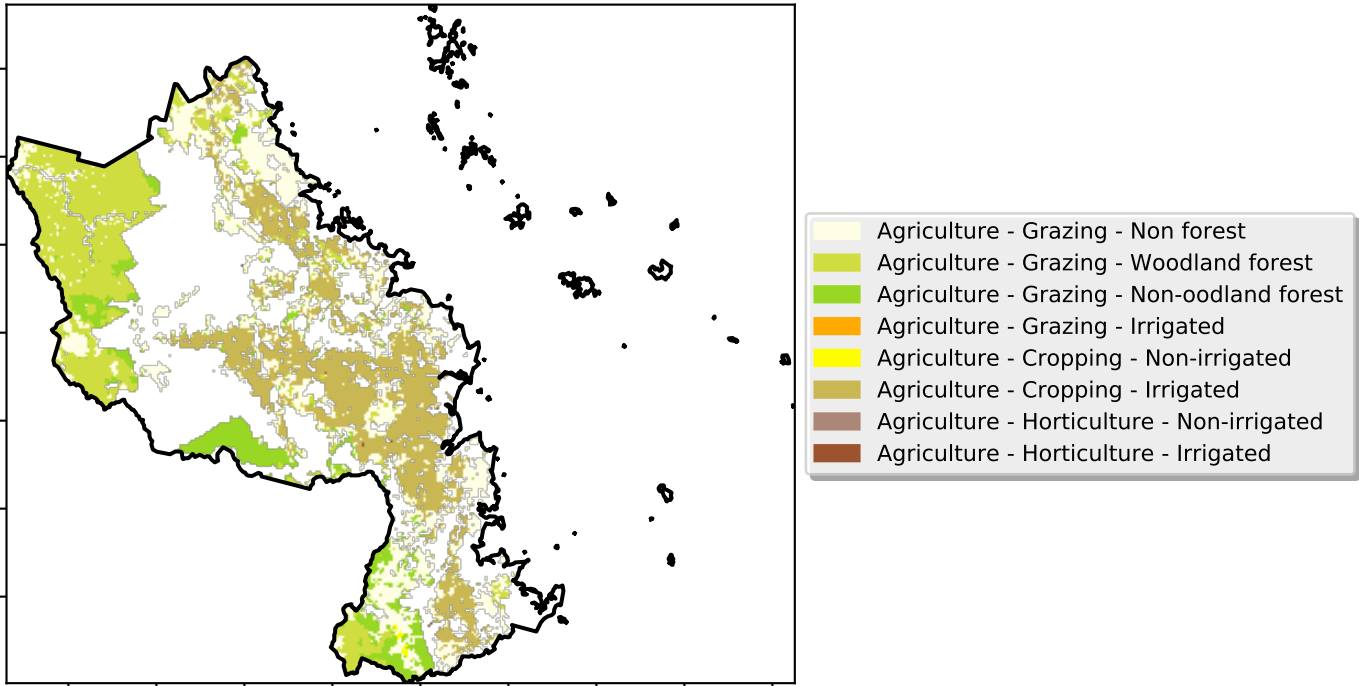 Agriculture - Grazing - Non forest
Agriculture - Grazing - Woodland forest
Agriculture - Grazing - Non-oodland forest
Agriculture - Grazing - Irrigated
Agriculture - Cropping - Non-irrigated
Agriculture - Cropping - Irrigated
Agriculture - Horticulture - Non-irrigated
Agriculture - Horticulture - Irrigated